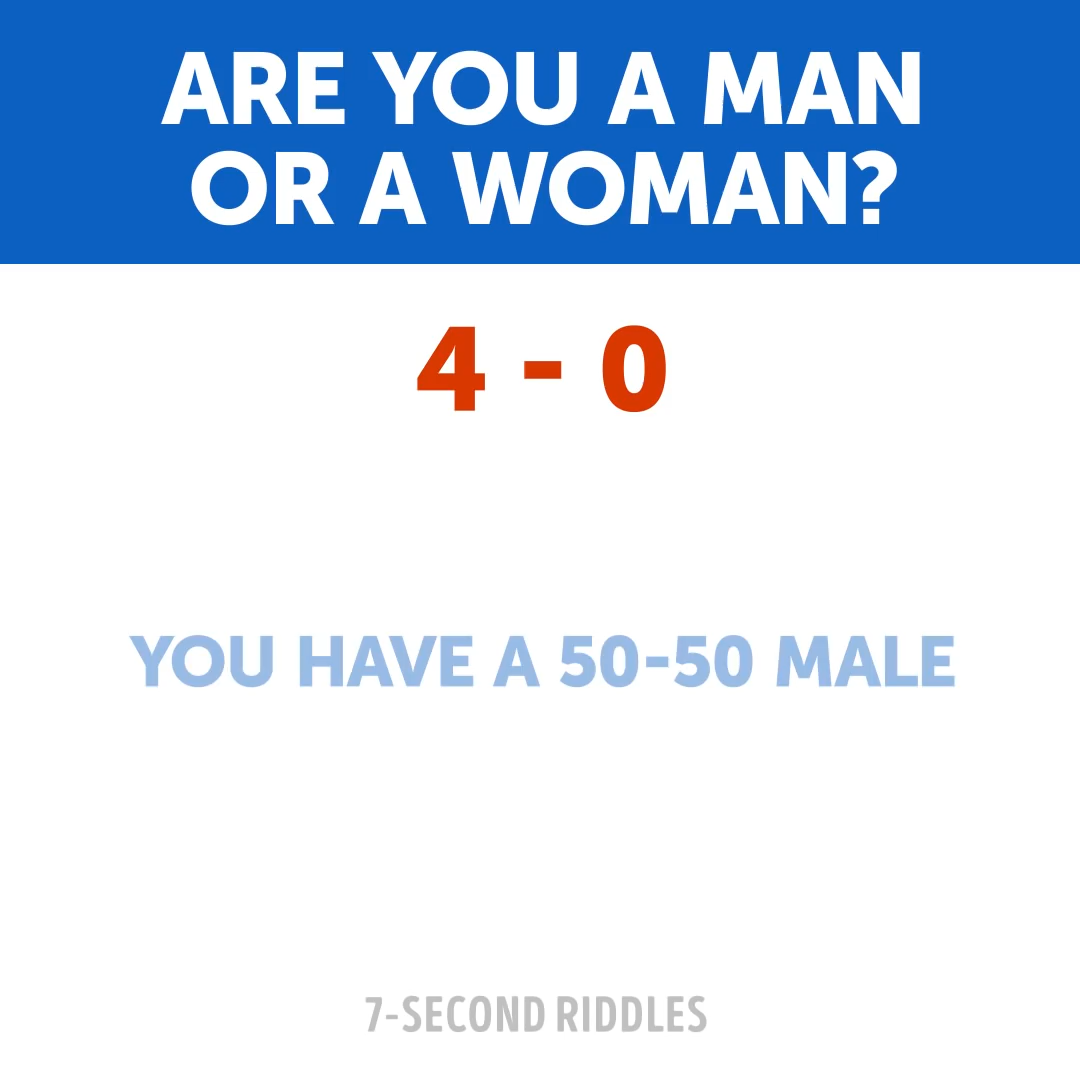 ARE YOU A MAN
OR A WOMAN?
4 - 0
YOU HAVE A 50-50 MALE
7-SECOND RIDDLES